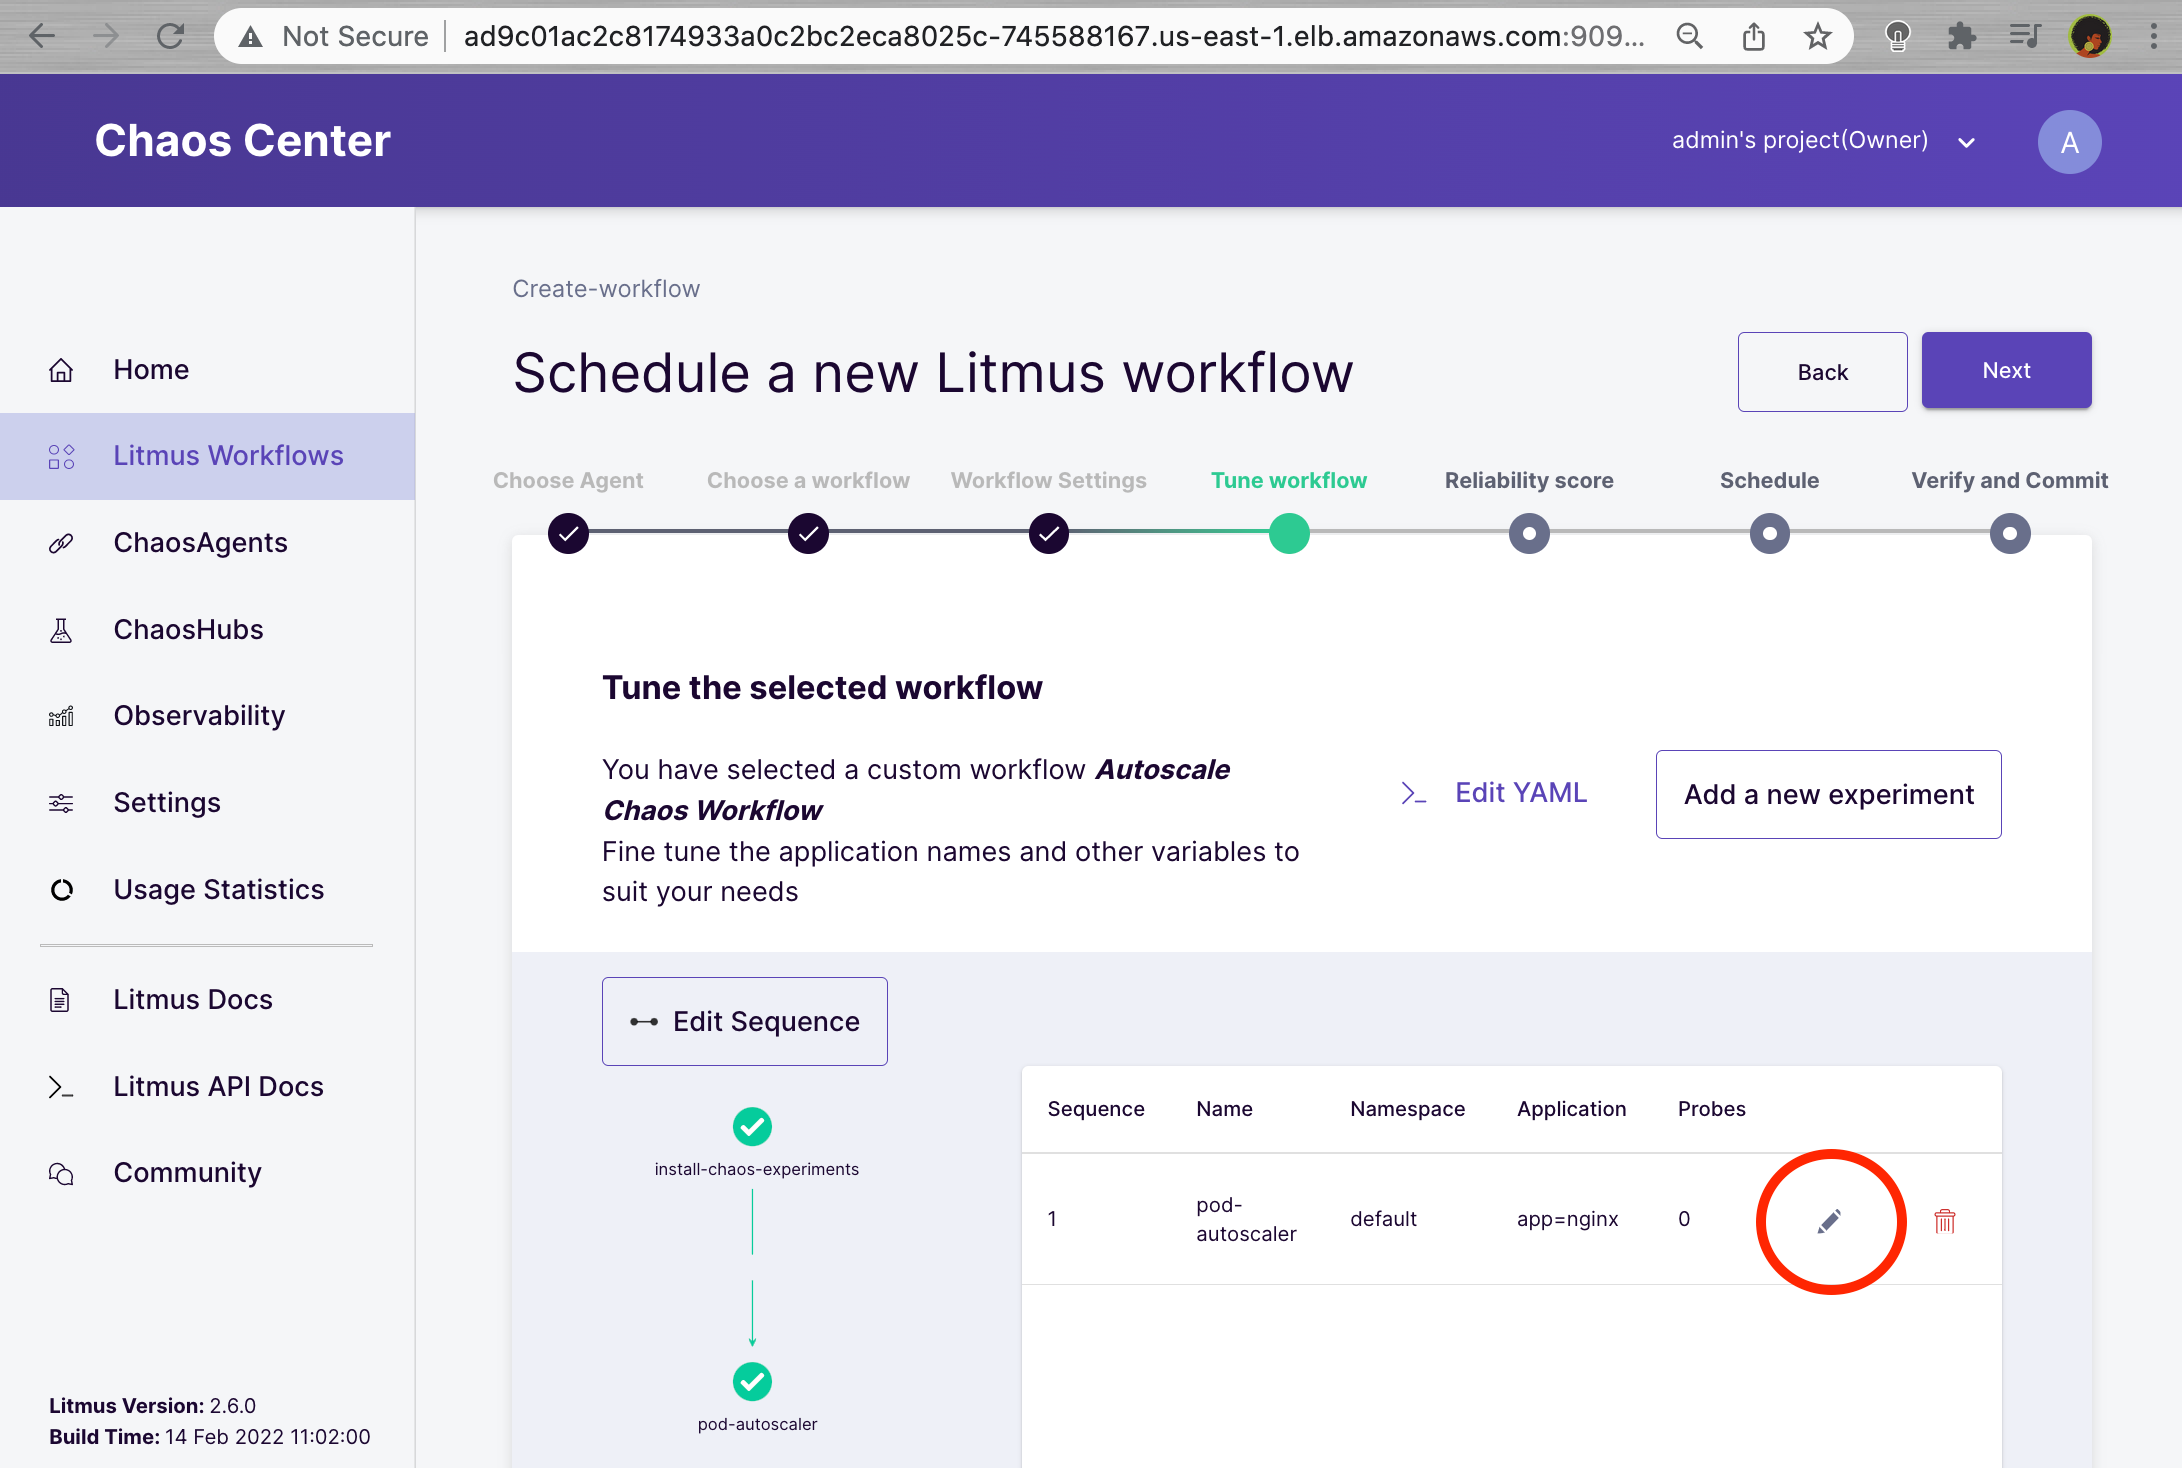 Not Secure
ad9c01ac2c8174933a0c2bc2eca8025c-745588167.us-east-1.elb.amazonaws.com:909...
Chaos Center
admin's project(Owner)
A
Create-workflow
Schedule a new Litmus workflow
Back
Next
Home
Litmus Workflows
ChaosAgents
ChaosHubs
Observability
Settings
Usage Statistics
Litmus Docs
Litmus API Docs
Community
Litmus Version: 2.6.0
Build Time: 14 Feb 2022 11:02:00
Choose Agent
Choose a workflow
Workflow Settings
Tune workflow
Reliability score
Schedule
Verify and Commit
Tune the selected workflow
You have selected a custom workflow Autoscale
Chaos Workflow
Fine tune the application names and other variables to
suit your needs
Edit YAML
Add a new experiment
Edit Sequence
install-chaos-experiments
pod-autoscaler
Sequence Name Namespace Application Probes
1 pod-autoscaler default app=nginx 0